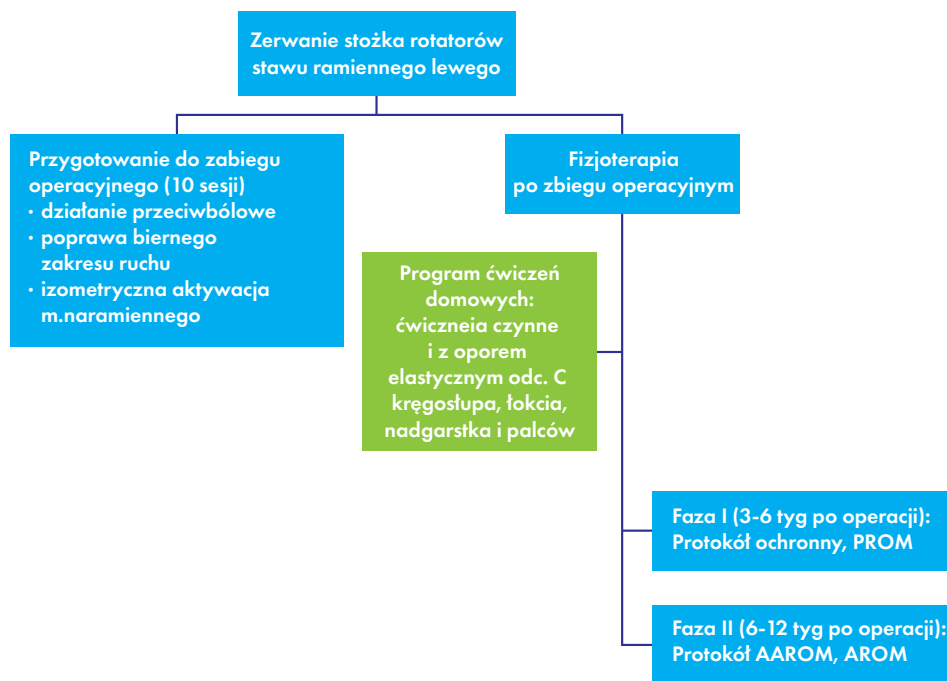 Zerwanie stożka rotatorów
stawu ramiennego lewego
Przygotowanie do zabiegu
operacyjnego (10 sesji)
· działanie przeciwbólowe
· poprawa biernego
zakresu ruchu
· izometryczna aktywacja
m.naramiennego
Fizjoterapia
po zbiegu operacyjnym
Program ćwiczeń
domowych:
ćwiczneia czynne
i z oporem
elastycznym odc. C
kręgosłupa, łokcia,
nadgarstka i palców
Faza I (3-6 tyg po operacji):
Protokół ochronny, PROM
Faza II (6-12 tyg po operacji):
Protokół AAROM, AROM